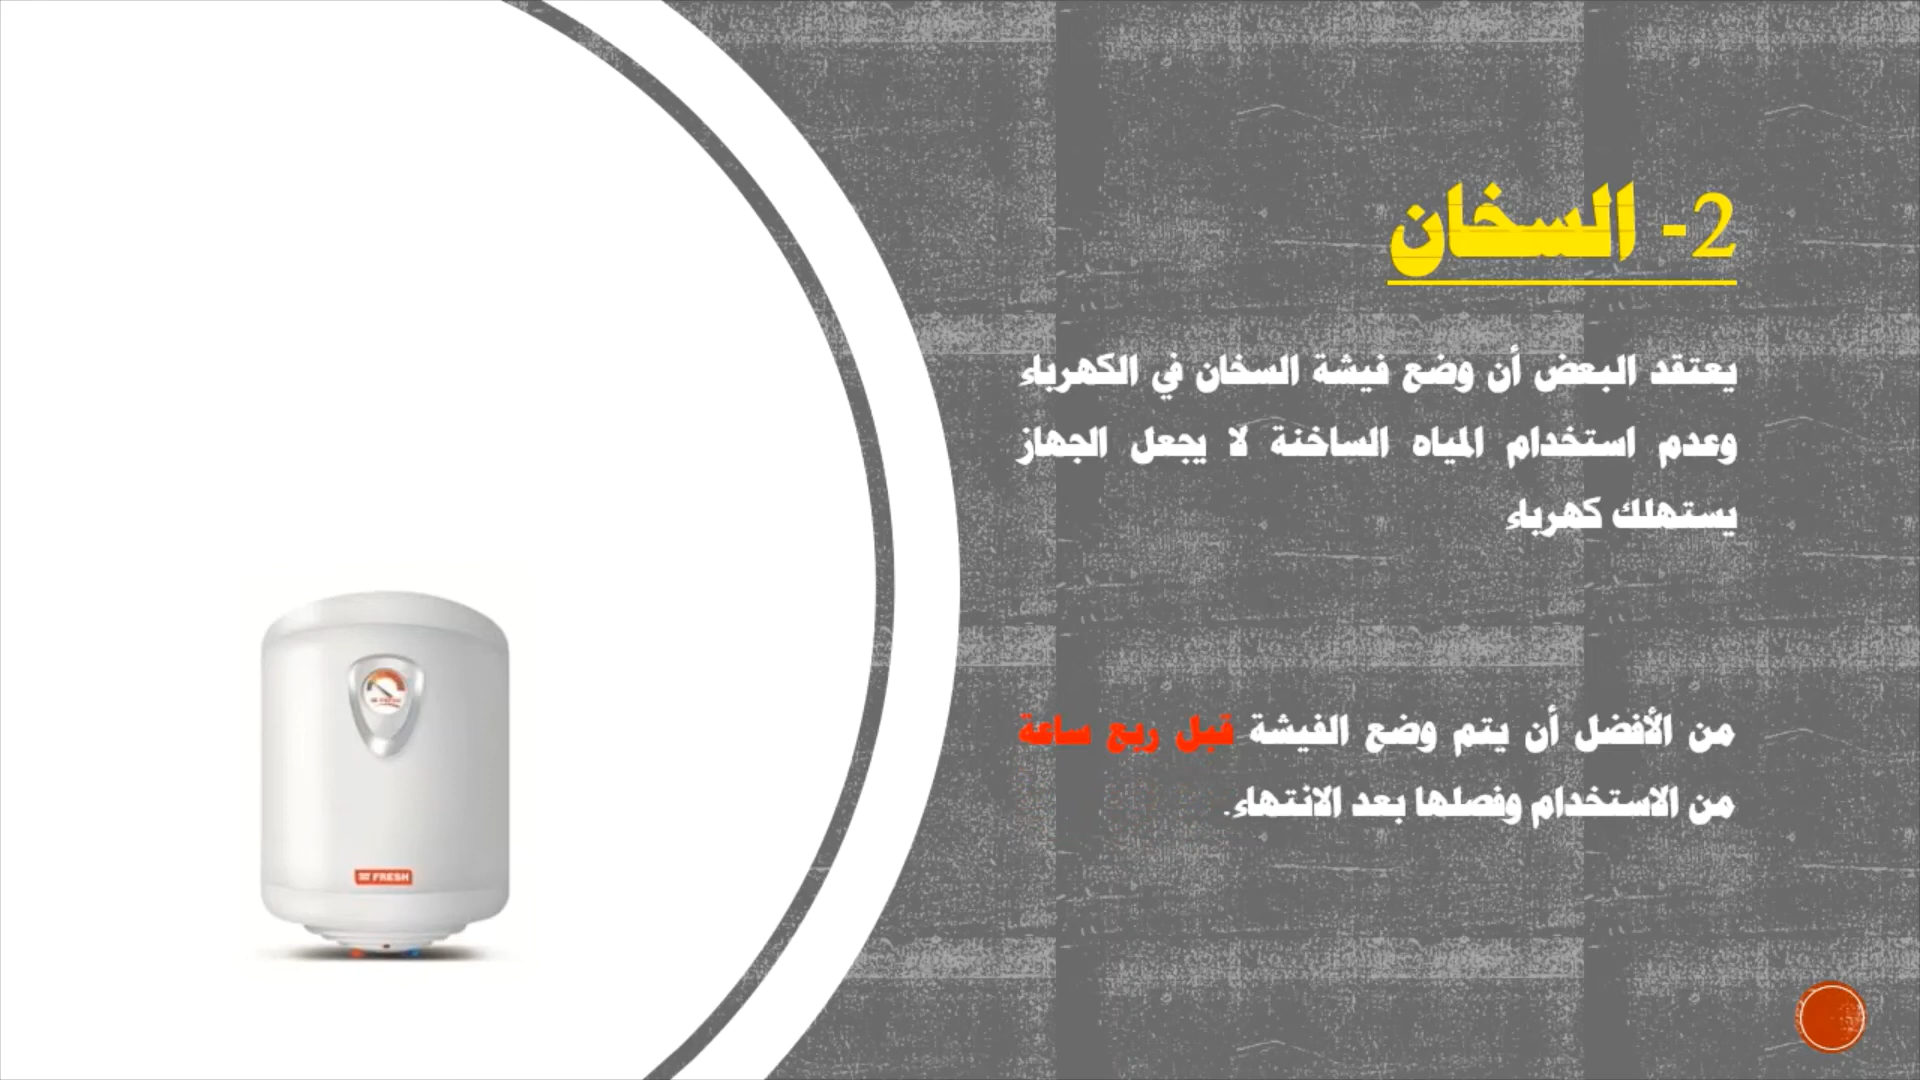 2- السخان
يعتقد البعض أن وضع فيشة السخان في الكهرباء
وعدم استخدام المياه الساخنة لا يجعل الجهاز
يستهلك كهرباء
من الأفضل أن يتم وضع الفيشة قبل ربع ساعة
من الاستخدام وفصلها بعد الانتهاء.
FRESH